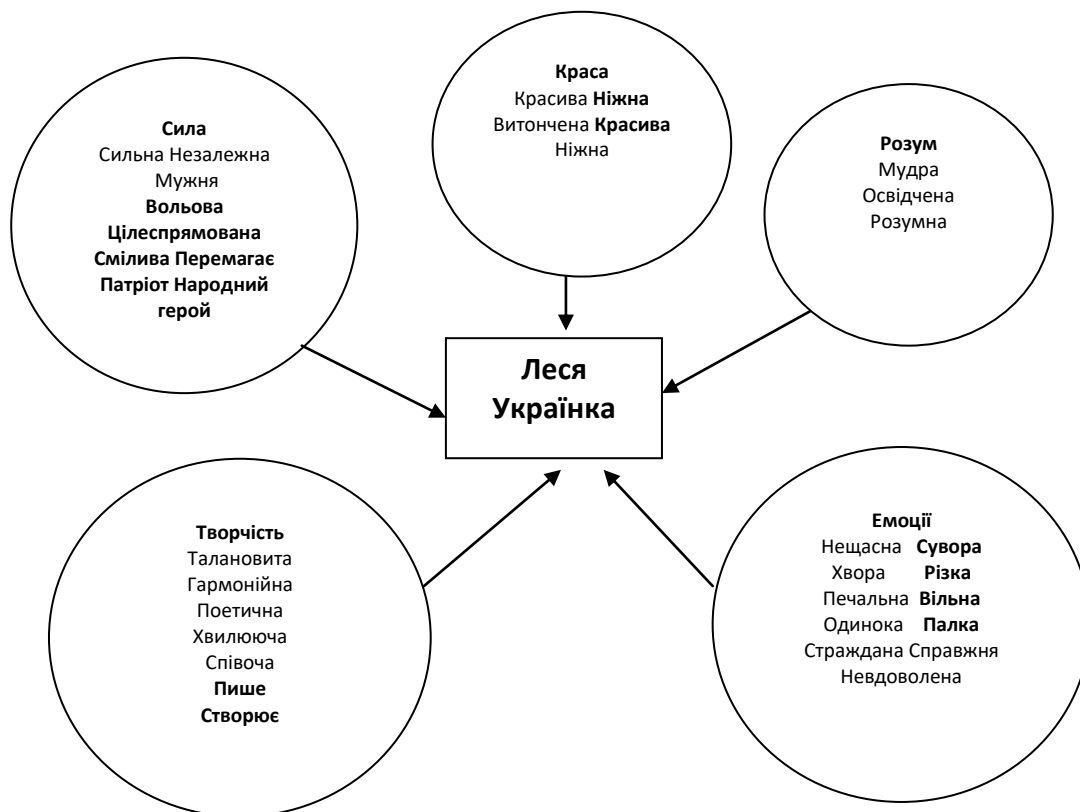 Краса
Красива Ніжна
Витончена Красива
Ніжна
Сила
Сильна Незалежна
Мужня
Вольова
Цілеспрямована
Смілива Перемагає
Патріот Народний
герой
Розум
Мудра
Освідчена
Розумна
Леся
Українка
Творчість
Талановита
Гармонійна
Поетична
Хвилююча
Співоча
Пише
Створює
Емоції
Нещасна Сувора
Хвора Різка
Печальна Вільна
Одинока Палка
Страждана Справжня
Невдоволена